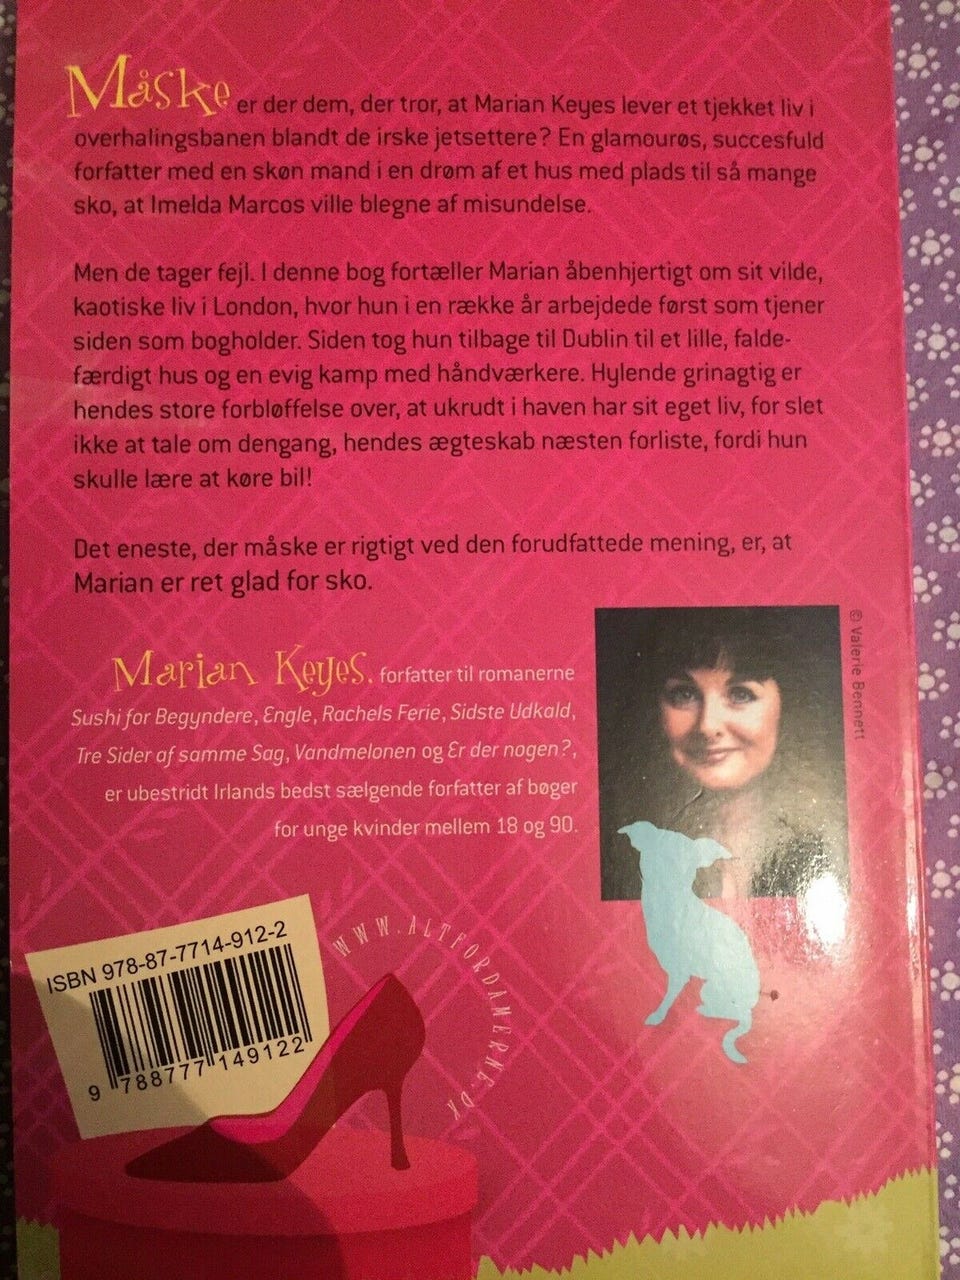 Måske er der dem, der tror, at Marian Keyes lever et tjekket liv i
overhalingsbanen blandt de irske jetsettere? En glamourøs, succesfuld
forfatter med en skøn mand i en drøm af et hus med plads til så mange
sko, at Imelda Marcos ville blegne af misundelse.
Men de tager fejl. I denne bog fortæller Marian åbenhjertigt om sit vilde,
kaotiske liv i London, hvor hun i en række år arbejdede først som tjener
siden som bogholder. Siden tog hun tilbage til Dublin til et lille, falde-
færdigt hus og en evig kamp med håndværkere. Hylende grinagtig er
hendes store forbløffelse over, at ukrudt i haven har sit eget liv, for slet
ikke at tale om dengang, hendes ægteskab næsten forliste, fordi hun
skulle lære at køre bil!
Det eneste, der måske er rigtigt ved den forudfattede mening, er, at
Marian er ret glad for sko.
Marian Keyes, forfatter til romanerne
Sushi for Begyndere, Engle, Rachels Ferie, Sidste Udkald,
Tre Sider af samme Sag, Vandmelonen og Er der nogen?,
er ubestridt Irlands bedst sælgende forfatter af bøger
for unge kvinder mellem 18 og 90.
© Valerie Bennett
WWW.ALTFORDAMERNE.DK
ISBN 978-87-7714-912-2
9 788777 149122